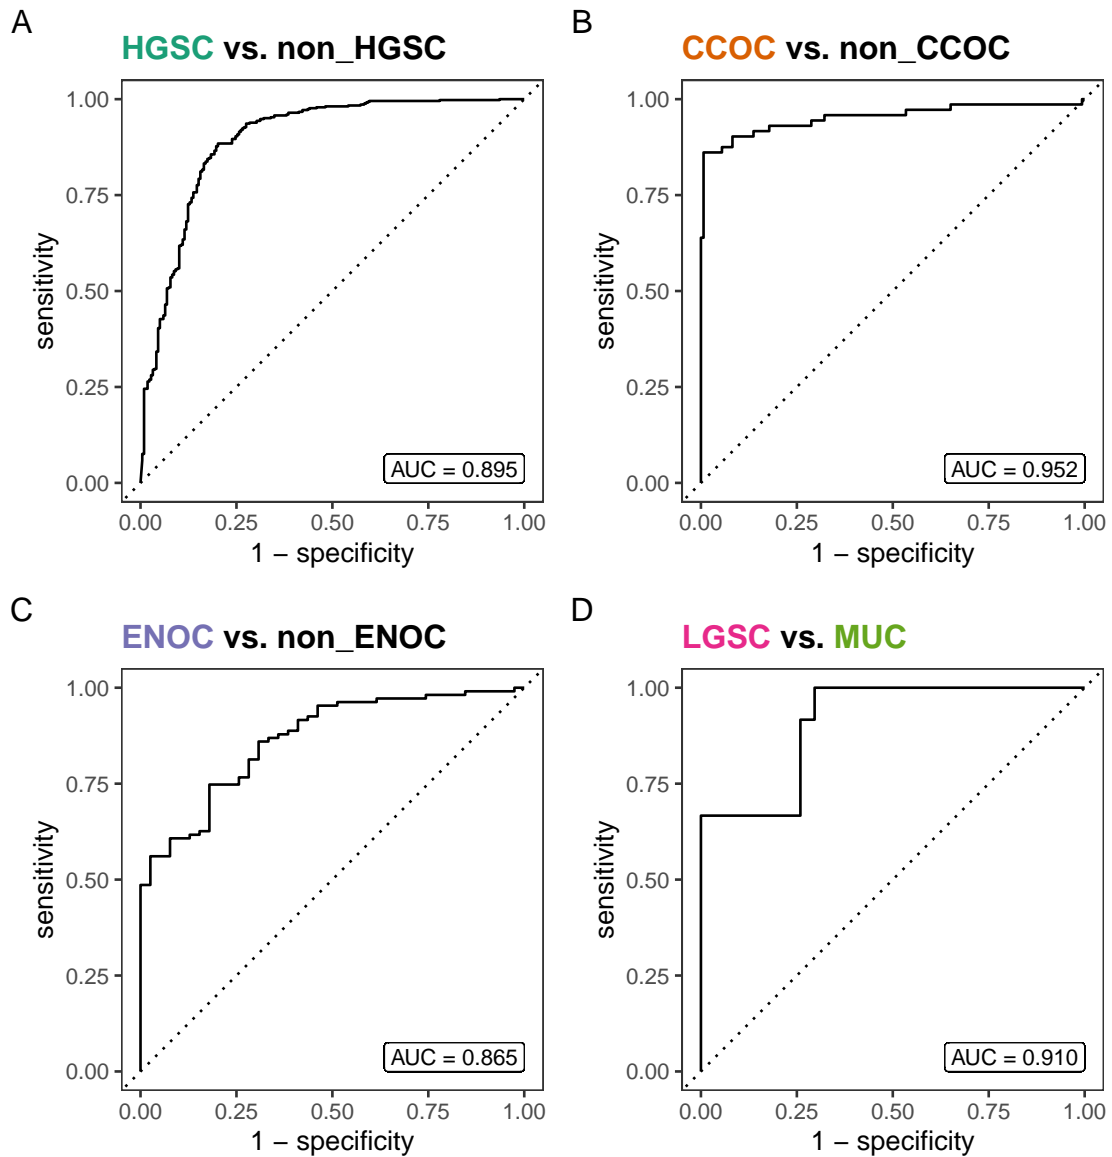 A
HGSC vs. non_HGSC
1.00
0.75
0.50
0.25
0.00
sensitivity
AUC = 0.895
0.00 0.25 0.50 0.75 1.00
1 − specificity
B
CCOC vs. non_CCOC
1.00
0.75
0.50
0.25
0.00
sensitivity
AUC = 0.952
0.00 0.25 0.50 0.75 1.00
1 − specificity
C
ENOC vs. non_ENOC
1.00
0.75
0.50
0.25
0.00
sensitivity
AUC = 0.865
0.00 0.25 0.50 0.75 1.00
1 − specificity
D
LGSC vs. MUC
1.00
0.75
0.50
0.25
0.00
sensitivity
AUC = 0.910
0.00 0.25 0.50 0.75 1.00
1 − specificity